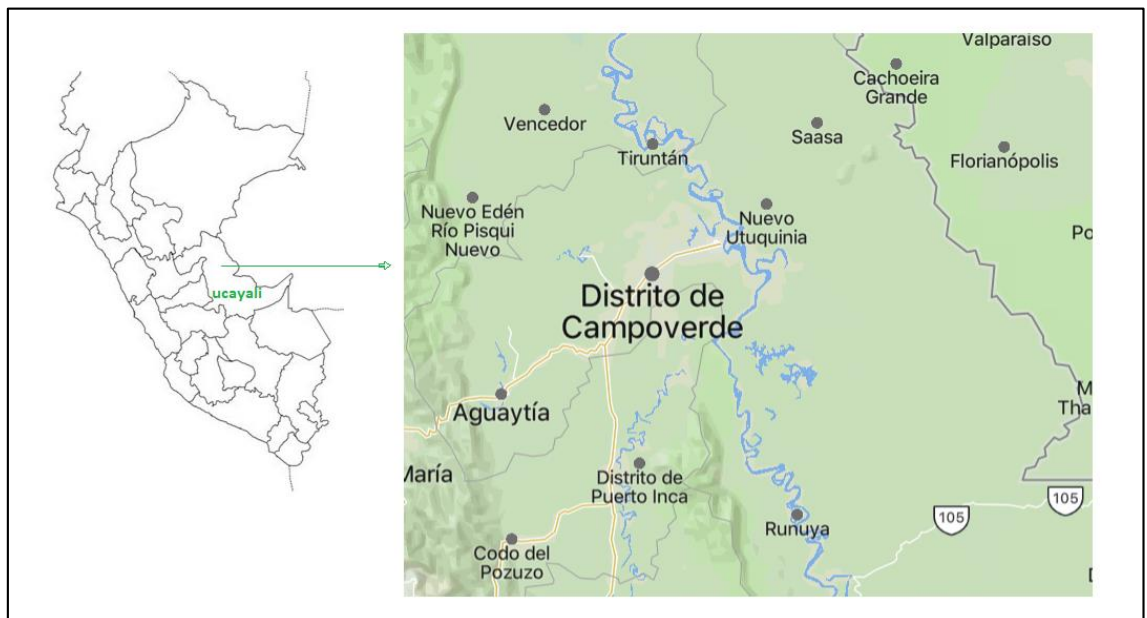 ucayali
Valparaiso
Cachoeira
Grande
Vencedor
Saasa
Tiruntán
Florianópolis
Nuevo Edén
Río Pisqui
Nuevo
Nuevo
Utuquinia
Po
Distrito de
Campoverde
Aguaytía
M
Tha
María
Distrito de
Puerto Inca
105
105
Runuya
Codo del
Pozuzo